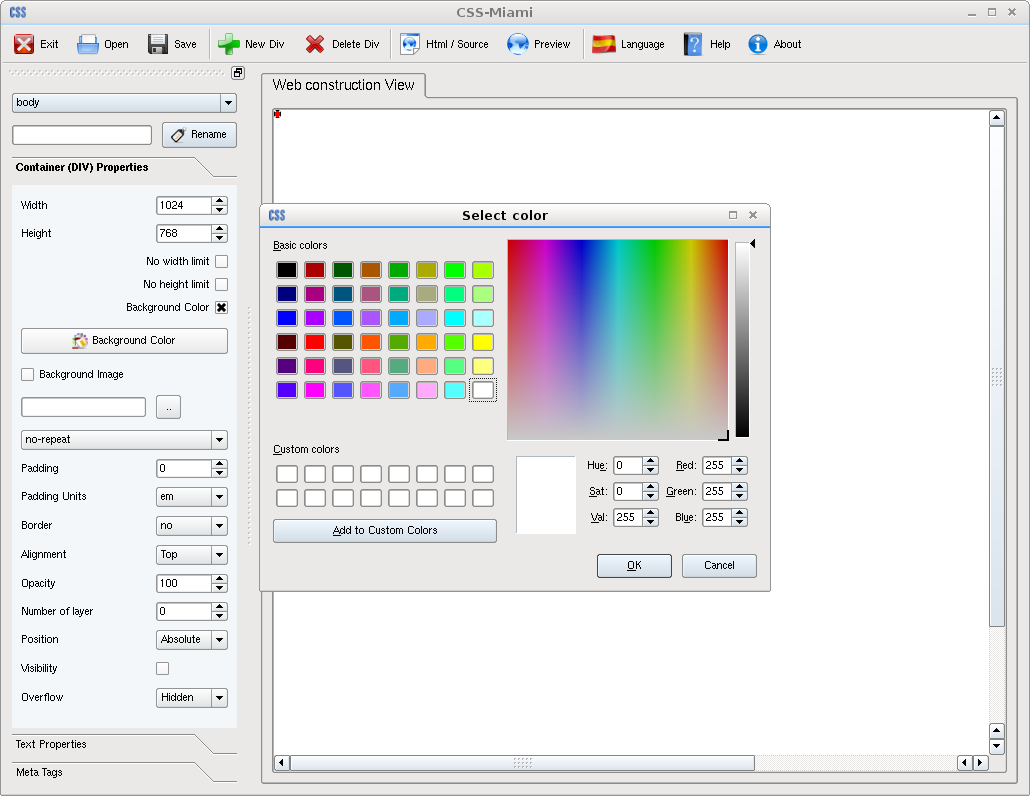 CSS CSS-Miami
Exit Open Save New Div Delete Div Html / Source Preview Language Help About
body
Rename
Container (DIV) Properties
Width 1024
Height 768
No width limit
No height limit
Background Color
Background Color
Background Image
..
no-repeat
Padding 0
Padding Units em
Border no
Alignment Top
Opacity 100
Number of layer 0
Position Absolute
Visibility
Overflow Hidden
Text Properties
Meta Tags
Web construction View
CSS Select color
Basic colors
Custom colors
Add to Custom Colors
Hue: 0 Red: 255
Sat: 0 Green: 255
Val: 255 Blue: 255
OK Cancel